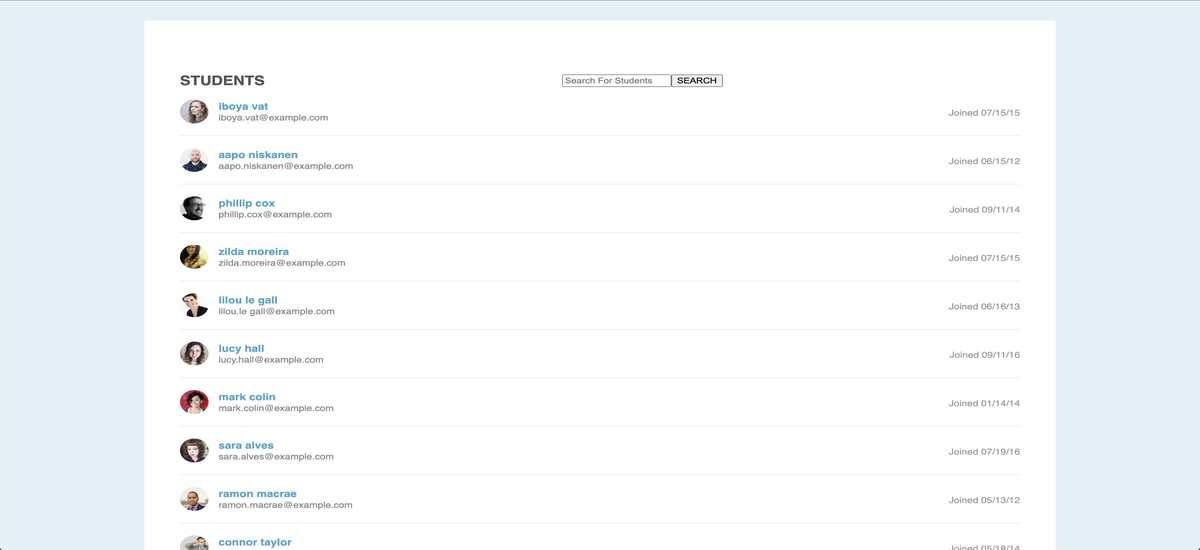 STUDENTS
Search For Students SEARCH
iboya vat
iboya.vat@example.com
Joined 07/15/15
aapo niskanen
aapo.niskanen@example.com
Joined 06/15/12
phillip cox
phillip.cox@example.com
Joined 09/11/14
zilda moreira
zilda.moreira@example.com
Joined 07/15/15
lilou le gall
lilou.le gall@example.com
Joined 06/16/13
lucy hall
lucy.hall@example.com
Joined 09/11/16
mark colin
mark.colin@example.com
Joined 01/14/14
sara alves
sara.alves@example.com
Joined 07/19/16
ramon macrae
ramon.macrae@example.com
Joined 05/13/12
connor taylor
Joined 05/18/14